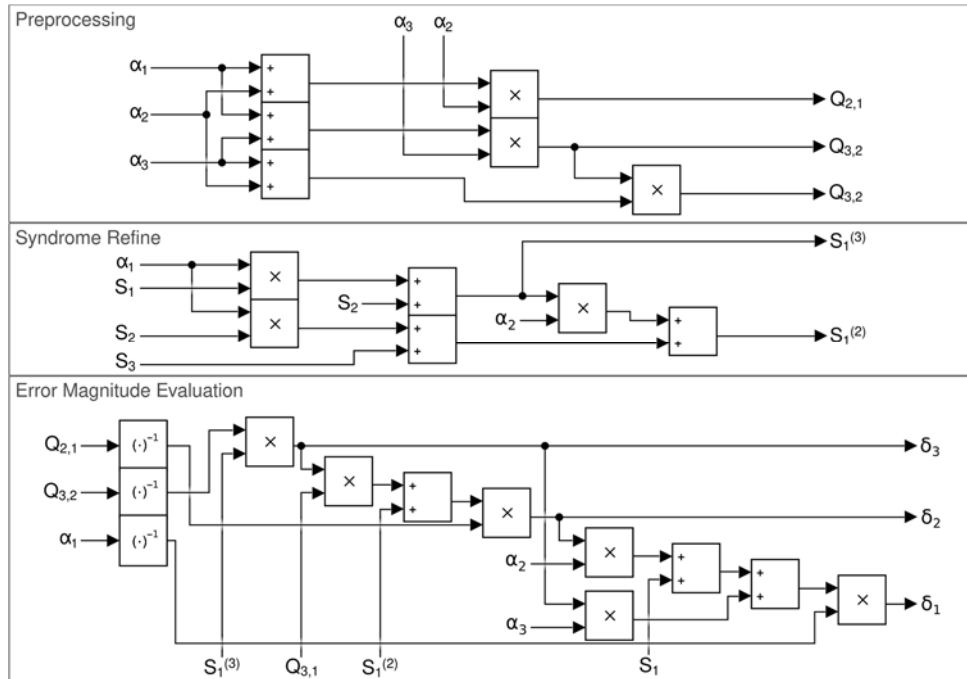 Preprocessing
α3 α2
α1
α2
α3
+
+
+
+
+
+
×
×
×
Q2,1
Q3,2
Q3,2
Syndrome Refine
α1
S1
S2
S3
×
×
S2
+
+
+
+
α2
×
+
+
S1(3)
S1(2)
Error Magnitude Evaluation
Q2,1
Q3,2
α1
(·)−1
(·)−1
(·)−1
×
×
+
+
×
α2
×
α3
×
+
+
+
+
×
δ3
δ2
δ1
S1(3) Q3,1 S1(2) S1